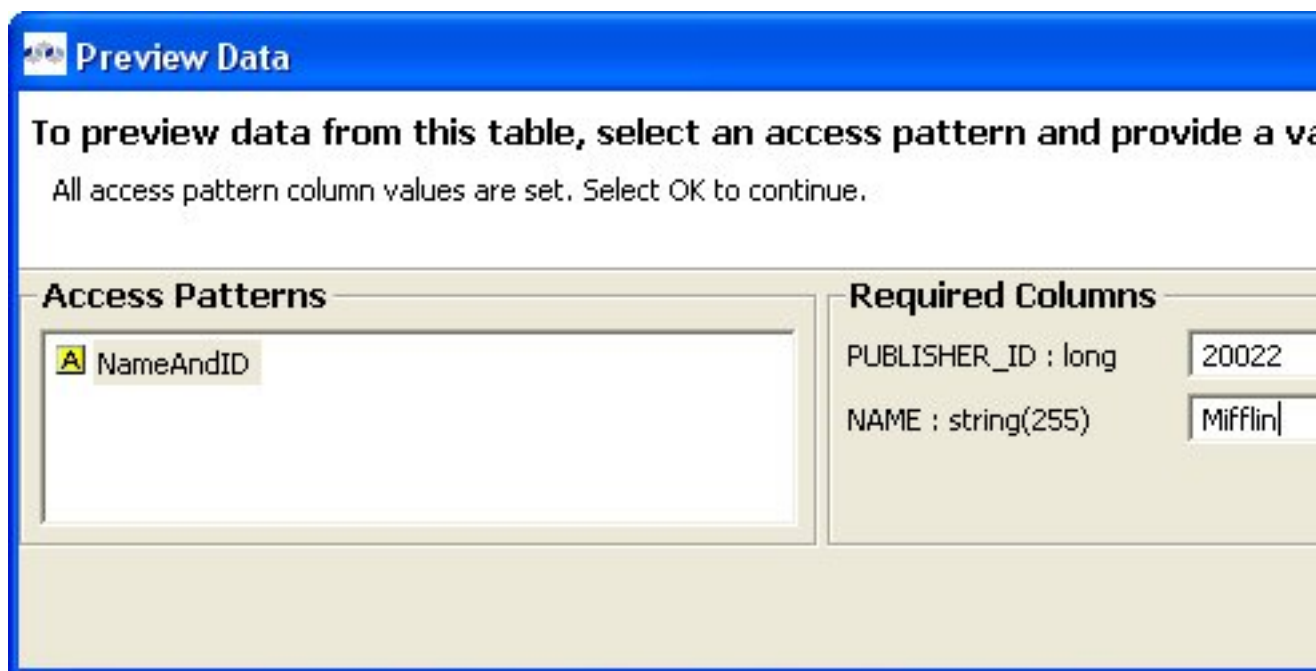 Preview Data
To preview data from this table, select an access pattern and provide a
All access pattern column values are set. Select OK to continue.
Access Patterns
A NameAndID
Required Columns
PUBLISHER_ID : long 20022
NAME : string(255) Mifflin